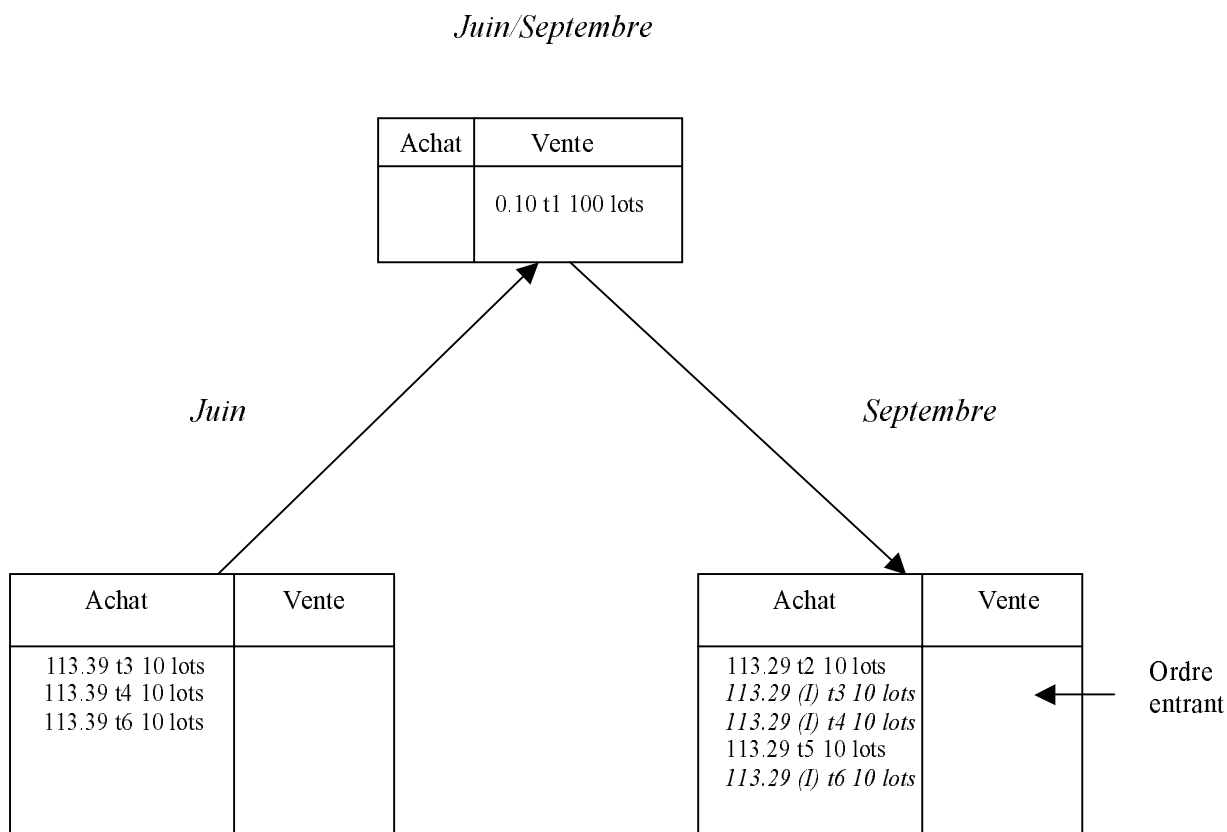 Juin/Septembre
Achat Vente
0.10 t1 100 lots
Juin
Septembre
Achat Vente
113.39 t3 10 lots
113.39 t4 10 lots
113.39 t6 10 lots
Achat Vente
113.29 t2 10 lots
113.29 (I) t3 10 lots
113.29 (I) t4 10 lots
113.29 t5 10 lots
113.29 (I) t6 10 lots
Ordre
entrant